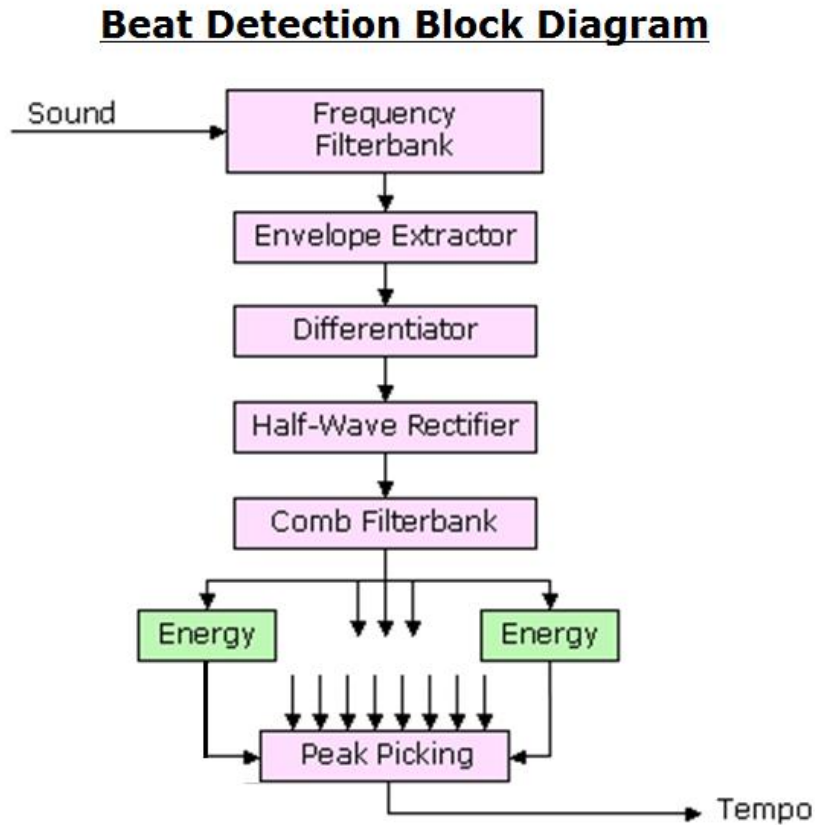 Beat Detection Block Diagram
Sound
Frequency
Filterbank
Envelope Extractor
Differentiator
Half-Wave Rectifier
Comb Filterbank
Energy
Energy
Peak Picking
Tempo